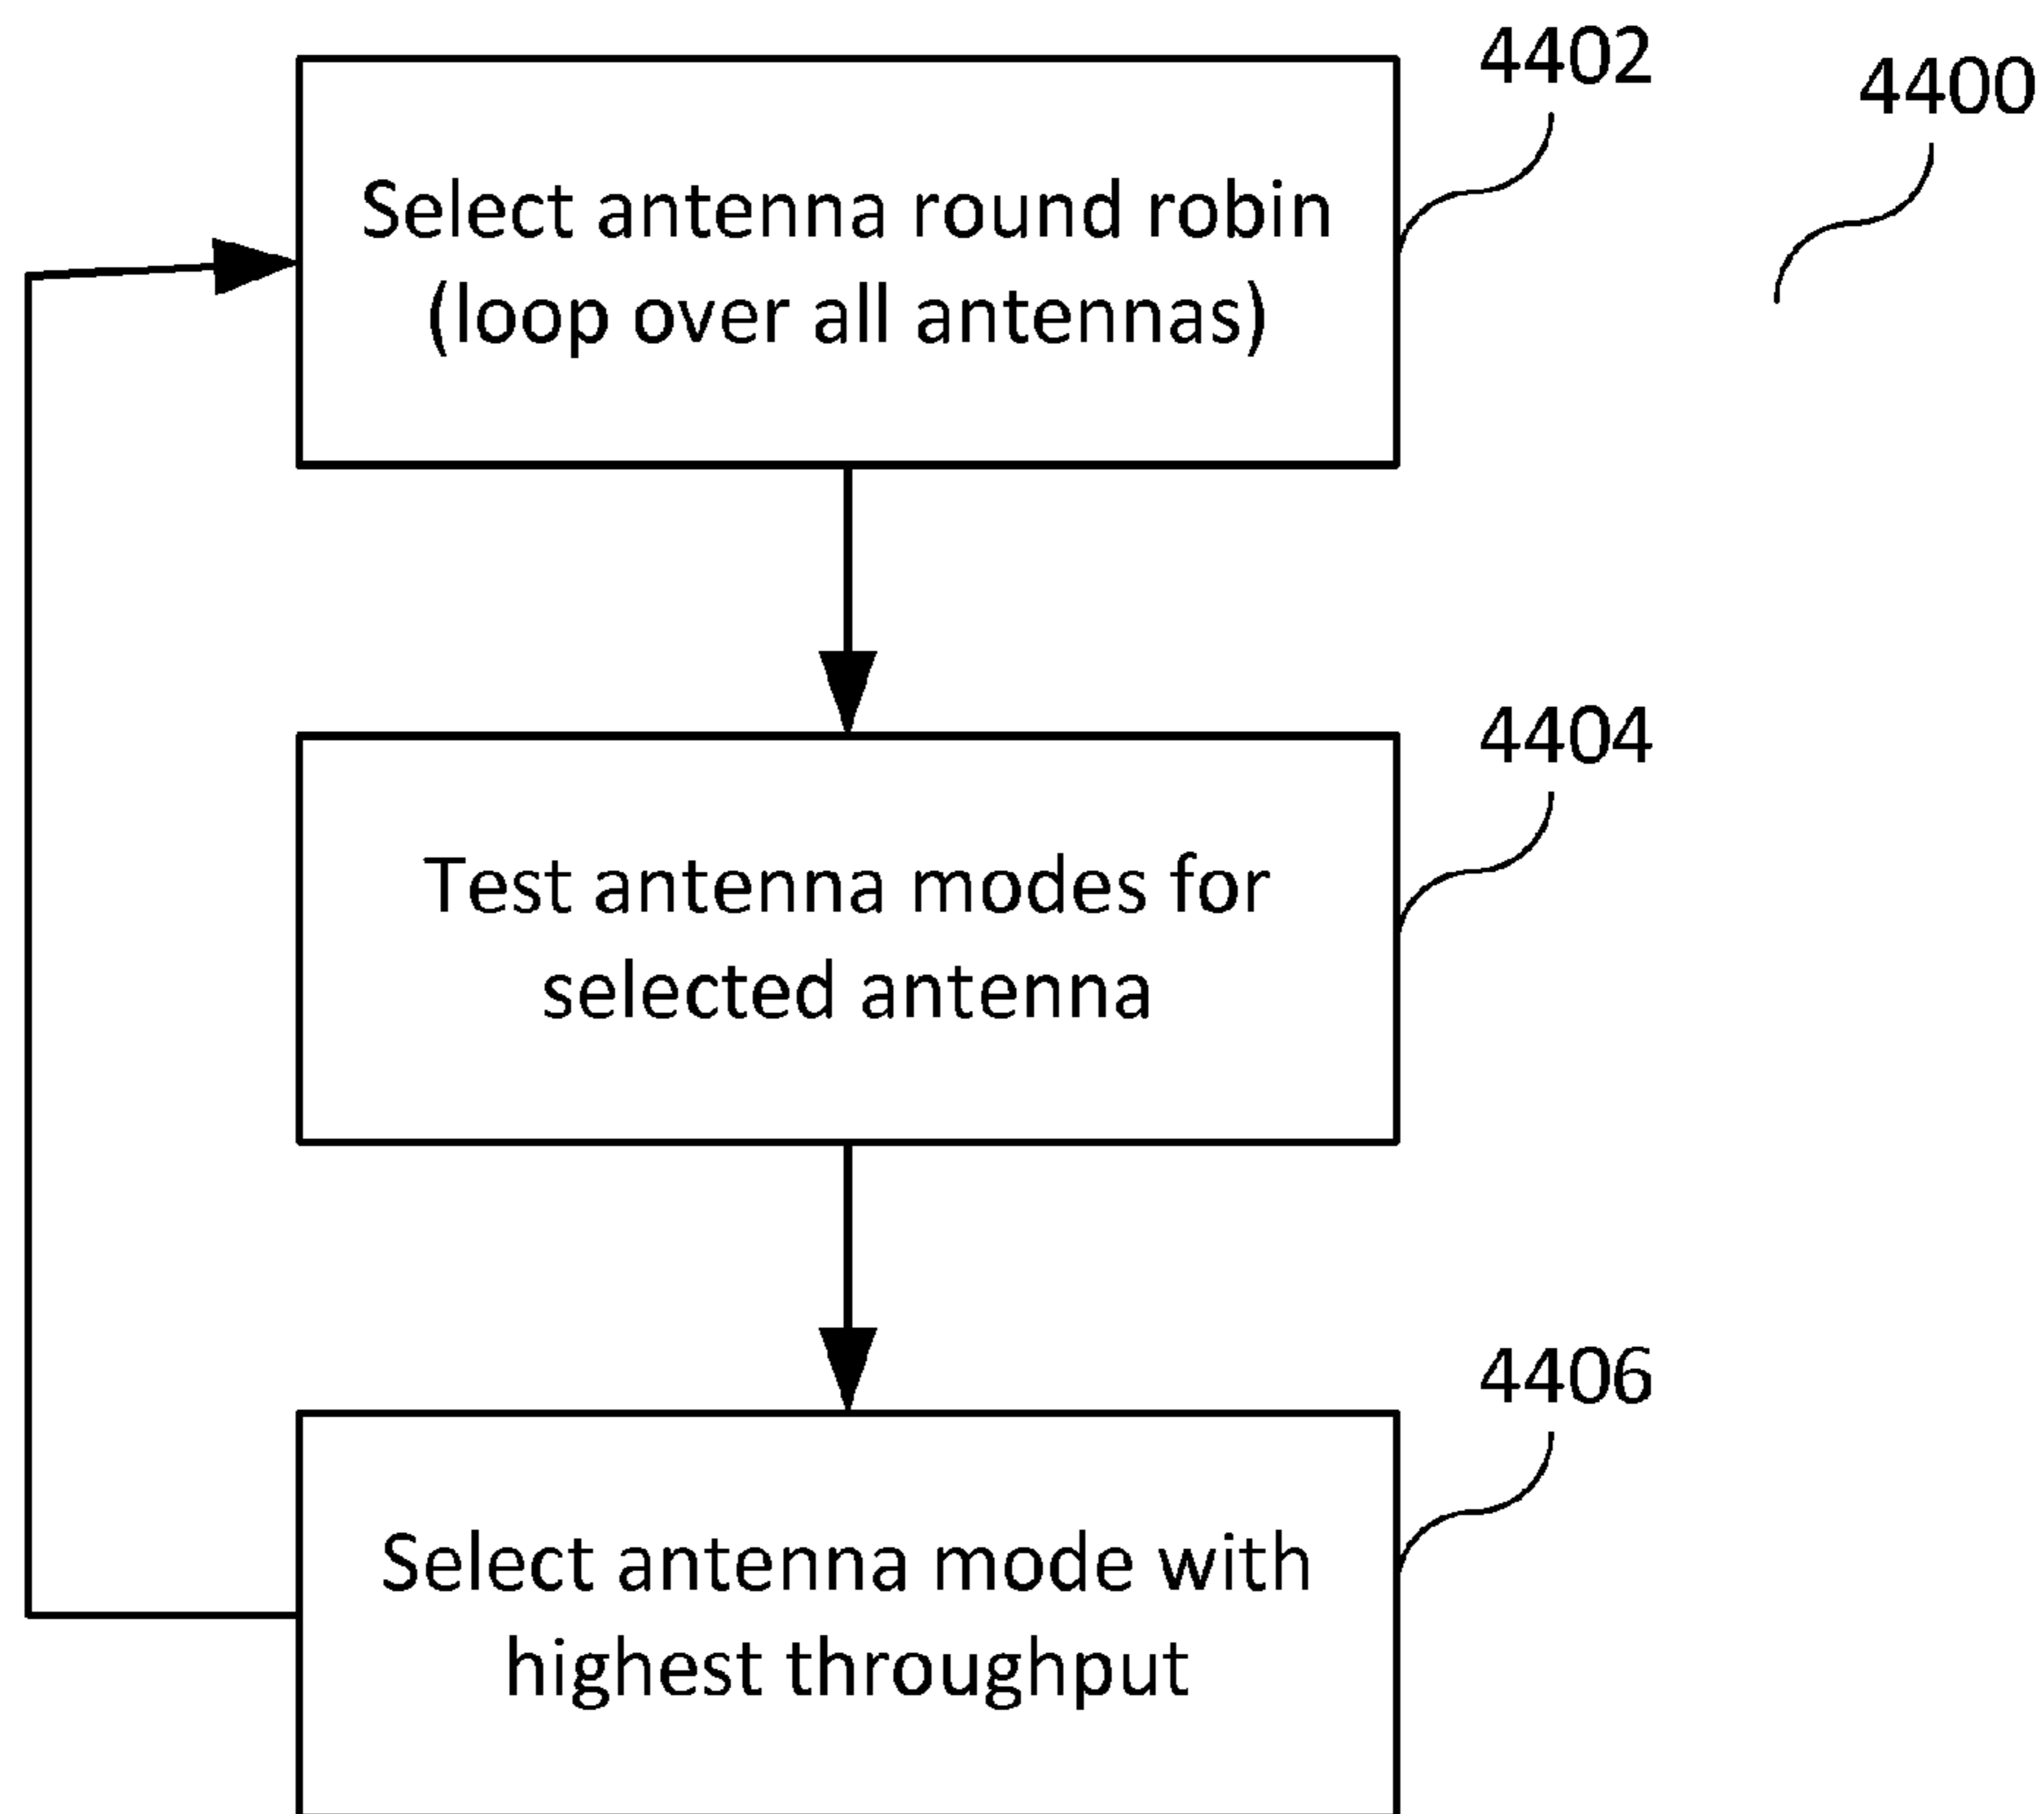 4402
4400
Select antenna round robin
(loop over all antennas)
4404
Test antenna modes for
selected antenna
4406
Select antenna mode with
highest throughput